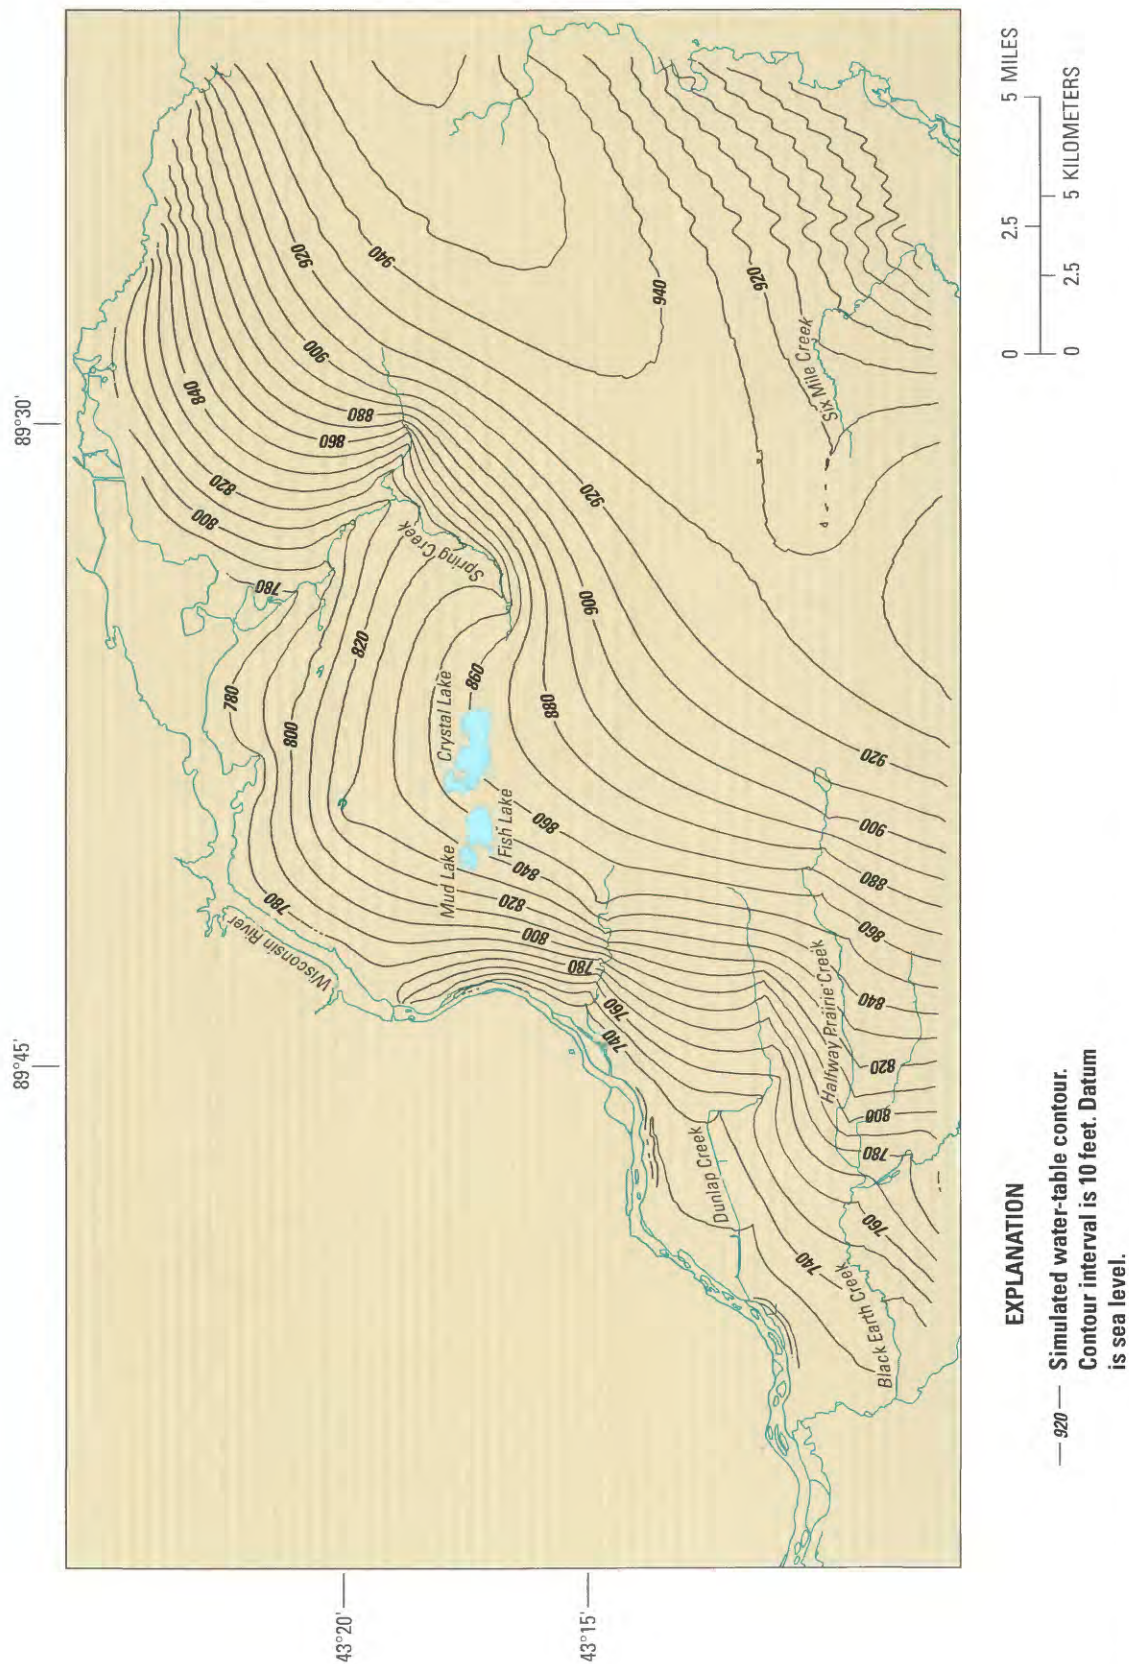 89°45'
89°30'
43°20'
43°15'
Wisconsin River
Mud Lake
Crystal Lake
Fish Lake
Spring Creek
Six Mile Creek
Dunlap Creek
Halfway Prairie Creek
Black Earth Creek
780
780
780
800
800
820
820
840
860
860
880
900
920
940
940
920
920
900
880
860
860
840
820
800
780
760
740
740
760
780
800
820
840
860
880
900
920
0 2.5 5 MILES
0 2.5 5 KILOMETERS
EXPLANATION
— 920 — Simulated water-table contour.
Contour interval is 10 feet. Datum
is sea level.